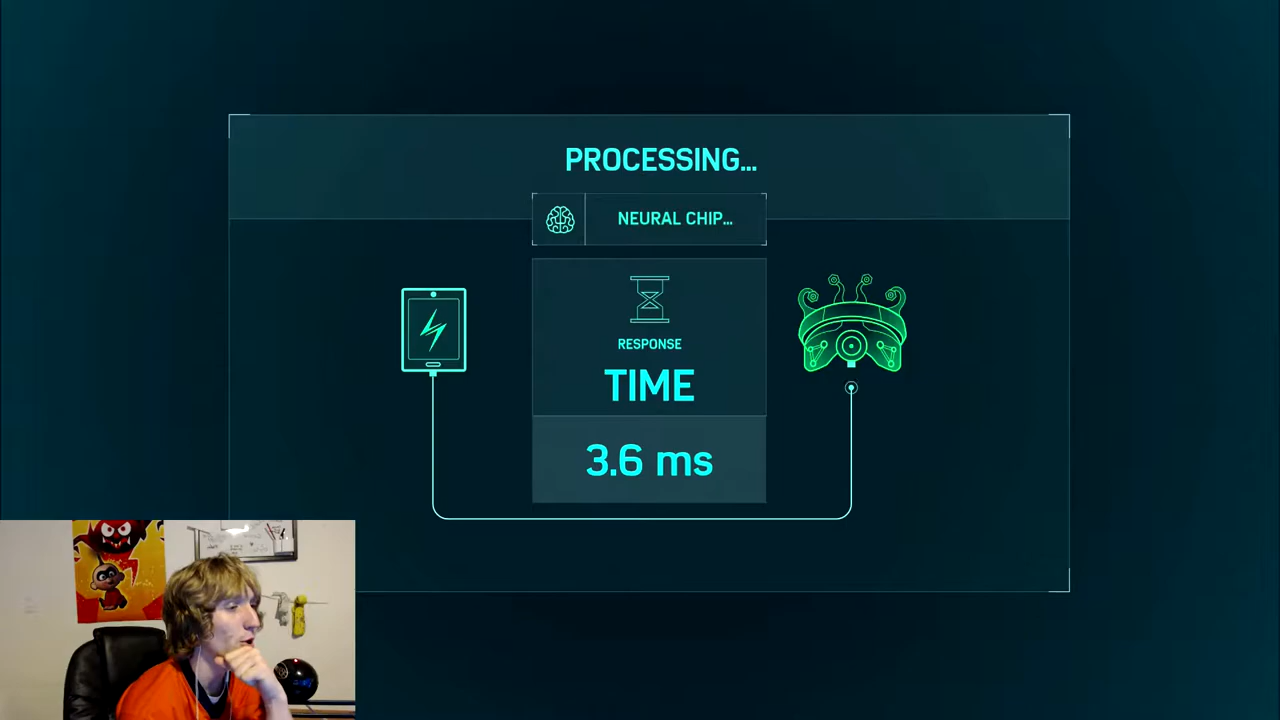 PROCESSING...
NEURAL CHIP...
RESPONSE
TIME
3.6 ms